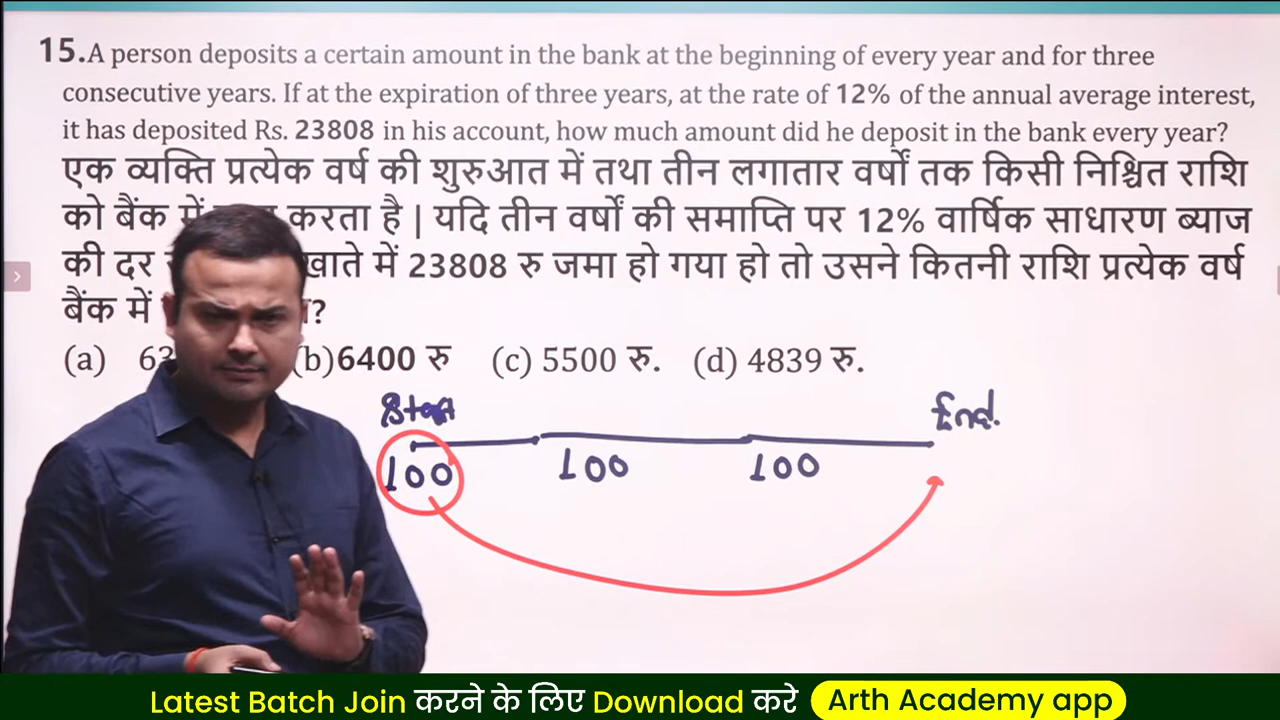 15.A person deposits a certain amount in the bank at the beginning of every year and for three
consecutive years. If at the expiration of three years, at the rate of 12% of the annual average interest,
it has deposited Rs. 23808 in his account, how much amount did he deposit in the bank every year?
एक व्यक्ति प्रत्येक वर्ष की शुरुआत में तथा तीन लगातार वर्षों तक किसी निश्चित राशि
को बैंक में करता है | यदि तीन वर्षों की समाप्ति पर 12% वार्षिक साधारण ब्याज
की दर खाते में 23808 रु जमा हो गया हो तो उसने कितनी राशि प्रत्येक वर्ष
बैंक में ?
(a) 63 (b)6400 रु (c) 5500 रु. (d) 4839 रु.
Start End.
100 100 100
Latest Batch Join करने के लिए Download करे Arth Academy app